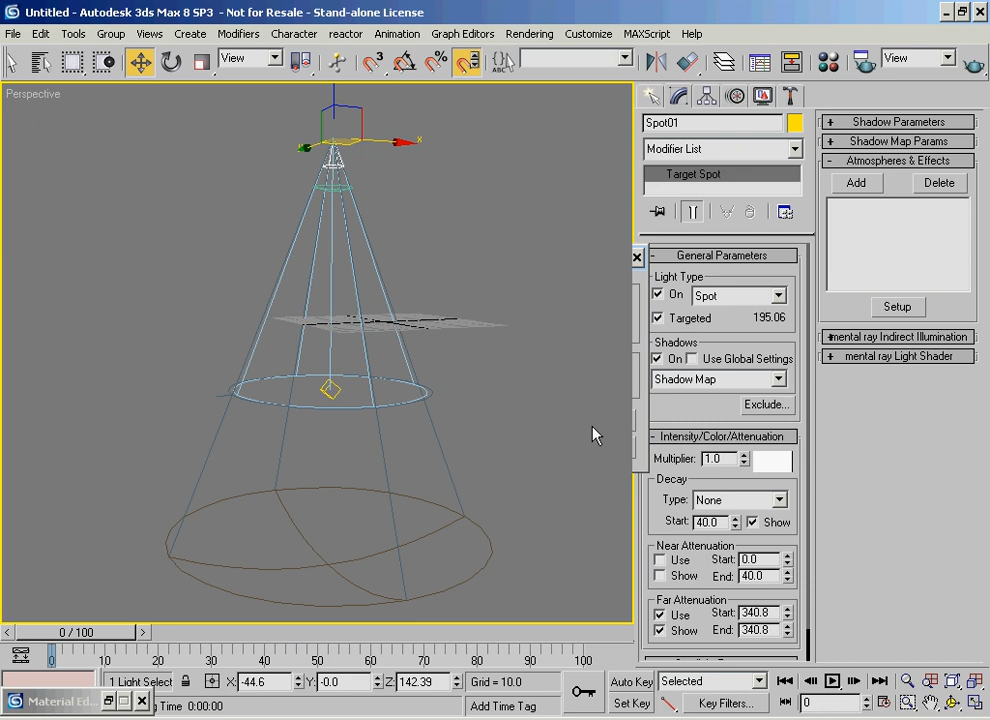 Untitled - Autodesk 3ds Max 8 SP3 - Not for Resale - Stand-alone License
File Edit Tools Group Views Create Modifiers Character reactor Animation Graph Editors Rendering Customize MAXScript Help
View
3
%
ABC
View
Perspective
x
Spot01
Modifier List
Target Spot
General Parameters
Light Type
On Spot
Targeted 195.06
Shadows
On Use Global Settings
Shadow Map
Exclude...
Intensity/Color/Attenuation
Multiplier: 1.0
Decay
Type: None
Start: 40.0 Show
Near Attenuation
Use Start: 0.0
Show End: 40.0
Far Attenuation
Use Start: 340.8
Show End: 340.8
+ Shadow Parameters
+ Shadow Map Params
- Atmospheres & Effects
Add Delete
Setup
mental ray Indirect Illumination
+ mental ray Light Shader
< 0 / 100 >
0 10 20 30 40 50 60 70 80 90 100
1 Light Select X: -44.6 Y: -0.0 Z: 142.39 Grid = 10.0
Auto Key Selected
Material Ed...
g Time 0:00:00 Add Time Tag
Set Key Key Filters... 0